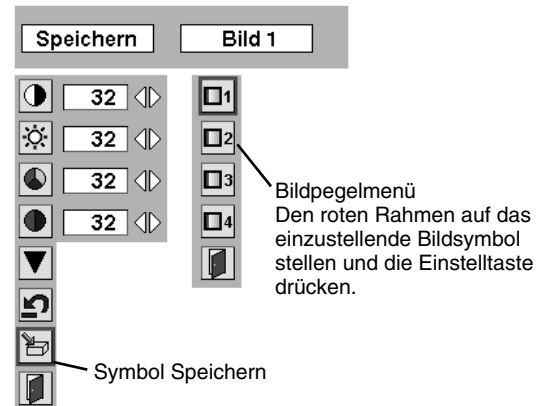 Speichern
Bild 1
32
1
32
2
32
3
32
4
Bildpegelmenü
Den roten Rahmen auf das
einzustellende Bildsymbol
stellen und die Einstelltaste
drücken.
Symbol Speichern